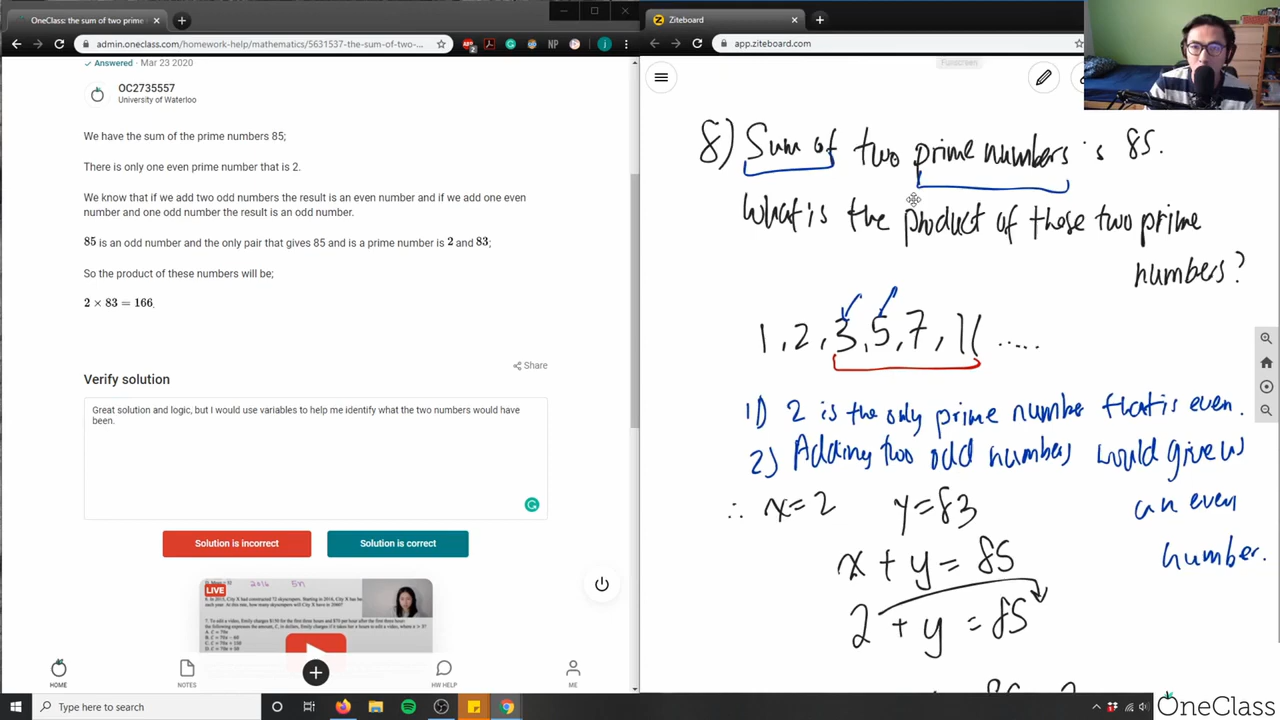 OneClass: the sum of two prime
admin.oneclass.com/homework-help/mathematics/5631537-the-sum-of-two-...
NP
j
Answered • Mar 23 2020
OC2735557
University of Waterloo
We have the sum of the prime numbers 85;
There is only one even prime number that is 2.
We know that if we add two odd numbers the result is an even number and if we add one even
number and one odd number the result is an odd number.
85 is an odd number and the only pair that gives 85 and is a prime number is 2 and 83;
So the product of these numbers will be;
2 × 83 = 166.
Share
Verify solution
Great solution and logic, but I would use variables to help me identify what the two numbers would have
been.
Solution is incorrect
Solution is correct
LIVE
HOME
NOTES
HW HELP
ME
Type here to search
Ziteboard
app.ziteboard.com
Fullscreen
8) Sum of two prime numbers is 85.
What is the product of those two prime
numbers?
1, 2, 3, 5, 7, 11 .....
1) 2 is the only prime number that is even.
2) Adding two odd numbers would give us
an even
number.
∴ x=2 y=83
x + y = 85
2 + y = 85
OneClass